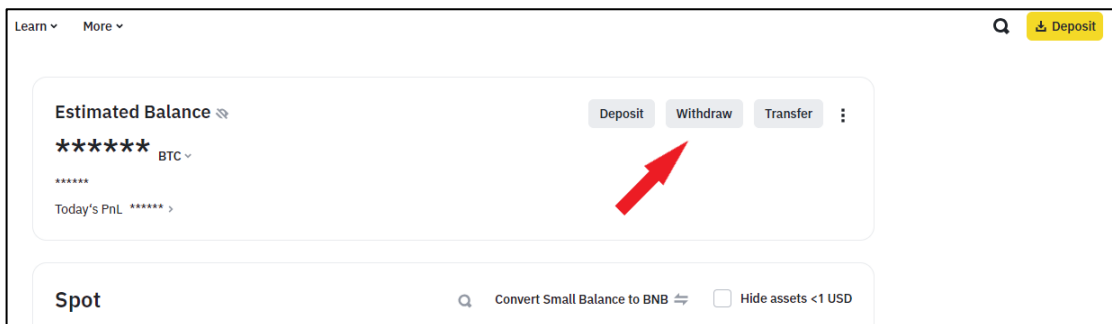 Learn More Deposit
Estimated Balance Deposit Withdraw Transfer
****** BTC
******
Today's PnL ****** >
Spot Convert Small Balance to BNB Hide assets <1 USD